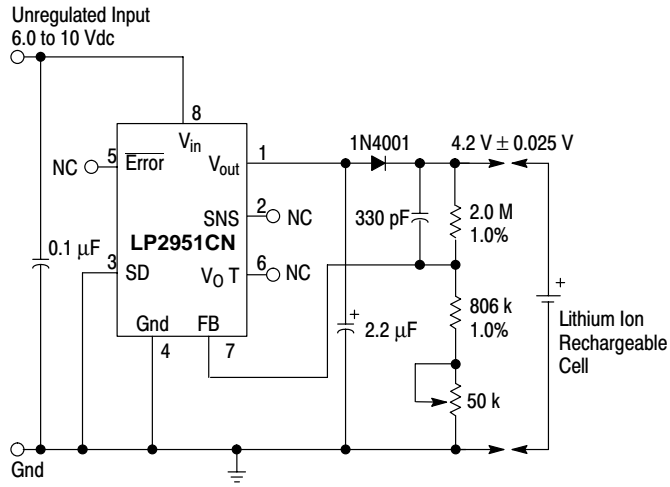 Unregulated Input
6.0 to 10 Vdc
8
Vin
5
Error
NC
Vout
1
1N4001
4.2 V ± 0.025 V
SNS
2
NC
330 pF
2.0 M
1.0%
LP2951CN
0.1 µF
3
SD
VO T
6
NC
806 k
1.0%
Gnd
FB
4
7
+
2.2 µF
+
Lithium Ion
Rechargeable
Cell
50 k
Gnd